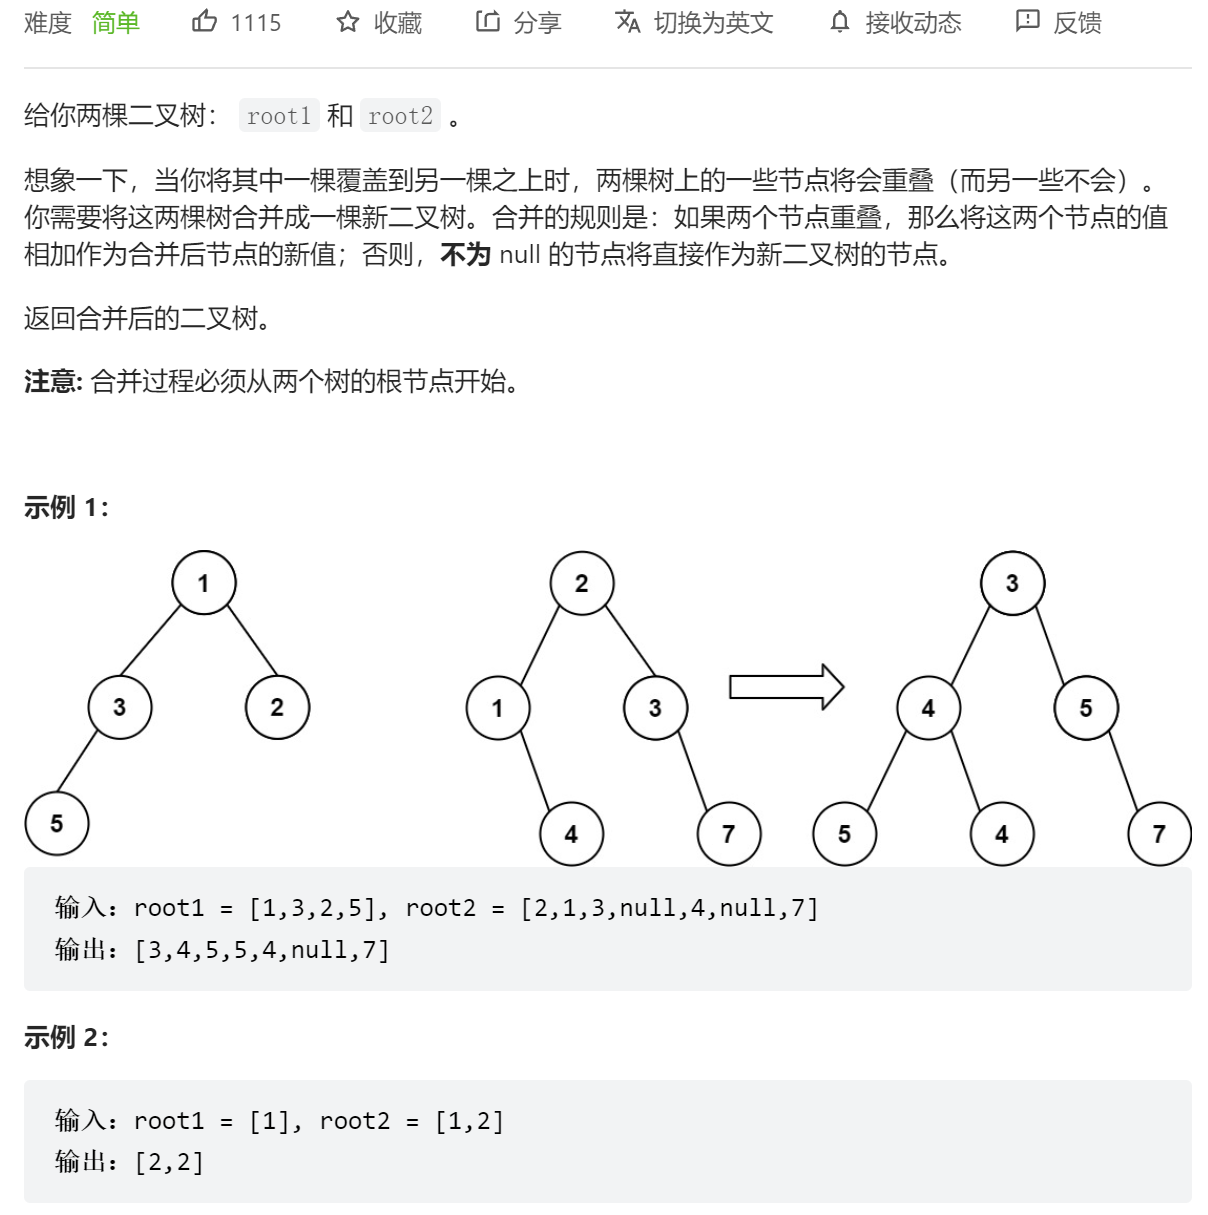 难度 简单 1115 收藏 分享 切换为英文 接收动态 反馈
给你两棵二叉树： root1 和 root2 。
想象一下，当你将其中一棵覆盖到另一棵之上时，两棵树上的一些节点将会重叠（而另一些不会）。
你需要将这两棵树合并成一棵新二叉树。合并的规则是：如果两个节点重叠，那么将这两个节点的值
相加作为合并后节点的新值；否则，不为 null 的节点将直接作为新二叉树的节点。
返回合并后的二叉树。
注意: 合并过程必须从两个树的根节点开始。
示例 1：
1 2 3
3 2 1 3 4 5
5 4 7 5 4 7
输入：root1 = [1,3,2,5], root2 = [2,1,3,null,4,null,7]
输出：[3,4,5,5,4,null,7]
示例 2：
输入：root1 = [1], root2 = [1,2]
输出：[2,2]